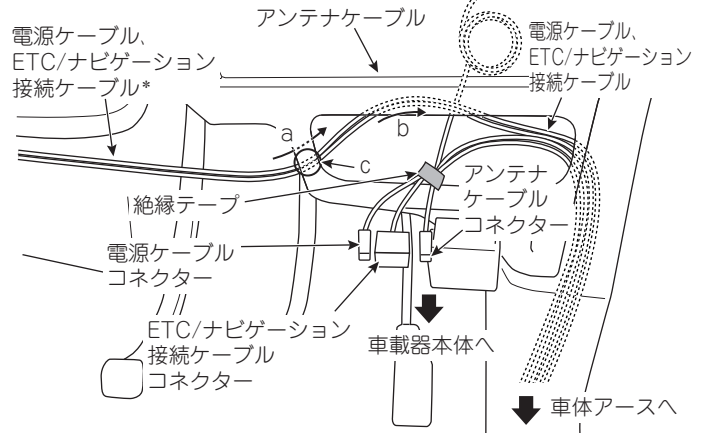 アンテナケーブル
電源ケーブル、
ETC/ナビゲーション
接続ケーブル*
電源ケーブル、
ETC/ナビゲーション
接続ケーブル
a
b
c
絶縁テープ
アンテナ
ケーブル
コネクター
電源ケーブル
コネクター
ETC/ナビゲーション
接続ケーブル
コネクター
車載器本体へ
車体アースへ